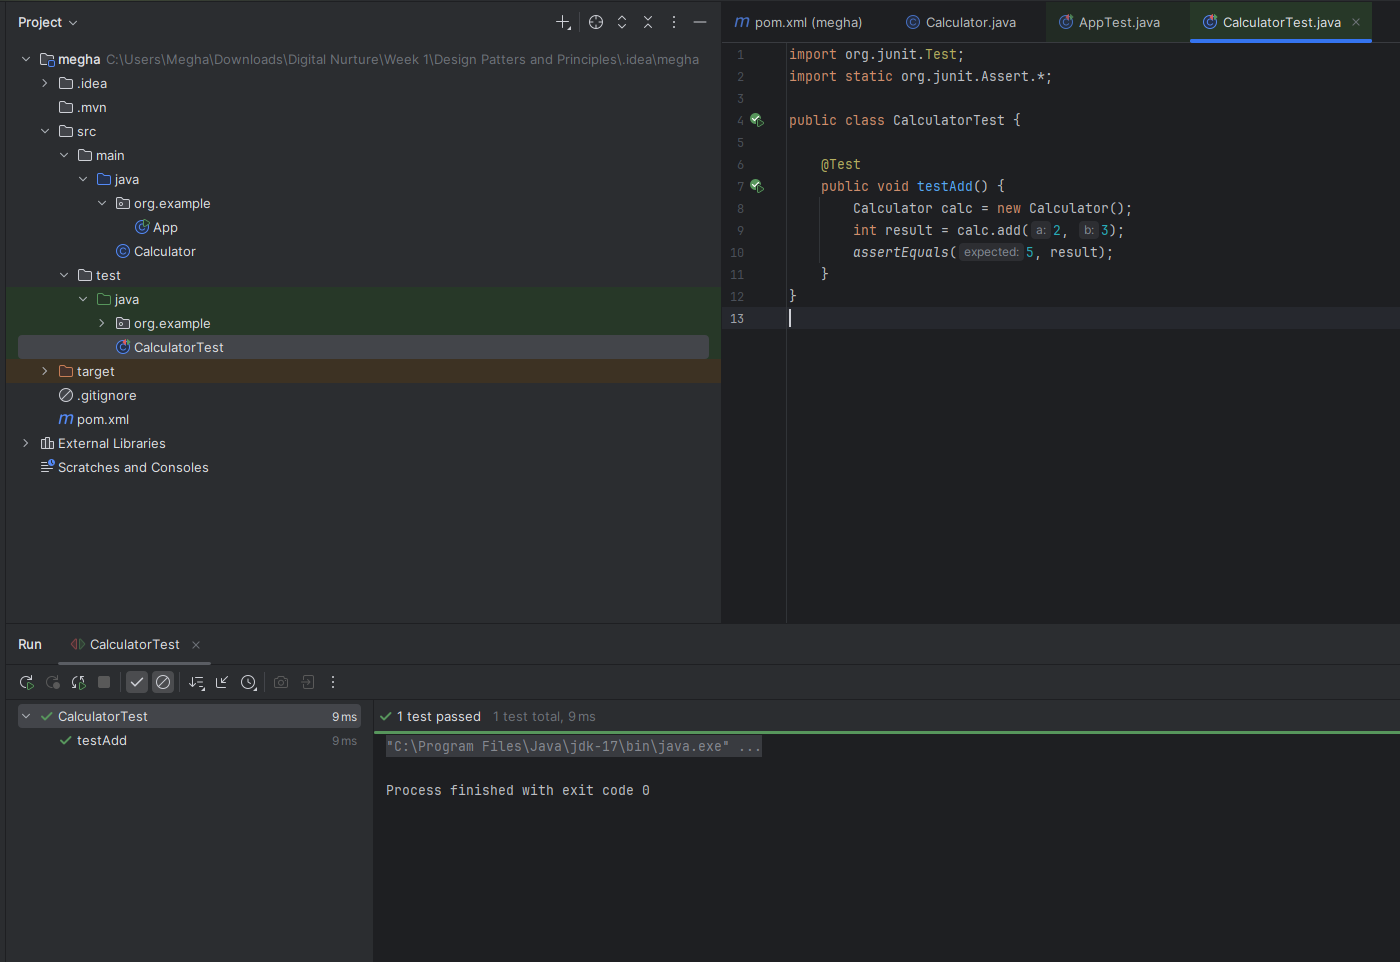 Project
megha C:\Users\Megha\Downloads\Digital Nurture\Week 1\Design Patters and Principles\.idea\megha
.idea
.mvn
src
main
java
org.example
App
Calculator
test
java
org.example
CalculatorTest
target
.gitignore
m pom.xml
External Libraries
Scratches and Consoles
m pom.xml (megha) Calculator.java AppTest.java CalculatorTest.java
1 import org.junit.Test;
2 import static org.junit.Assert.*;
3
4 public class CalculatorTest {
5
6 @Test
7 public void testAdd() {
8 Calculator calc = new Calculator();
9 int result = calc.add( a: 2, b: 3);
10 assertEquals( expected: 5, result);
11 }
12 }
13
Run CalculatorTest
CalculatorTest 9 ms
testAdd 9 ms
1 test passed 1 test total, 9 ms
"C:\Program Files\Java\jdk-17\bin\java.exe" ...
Process finished with exit code 0